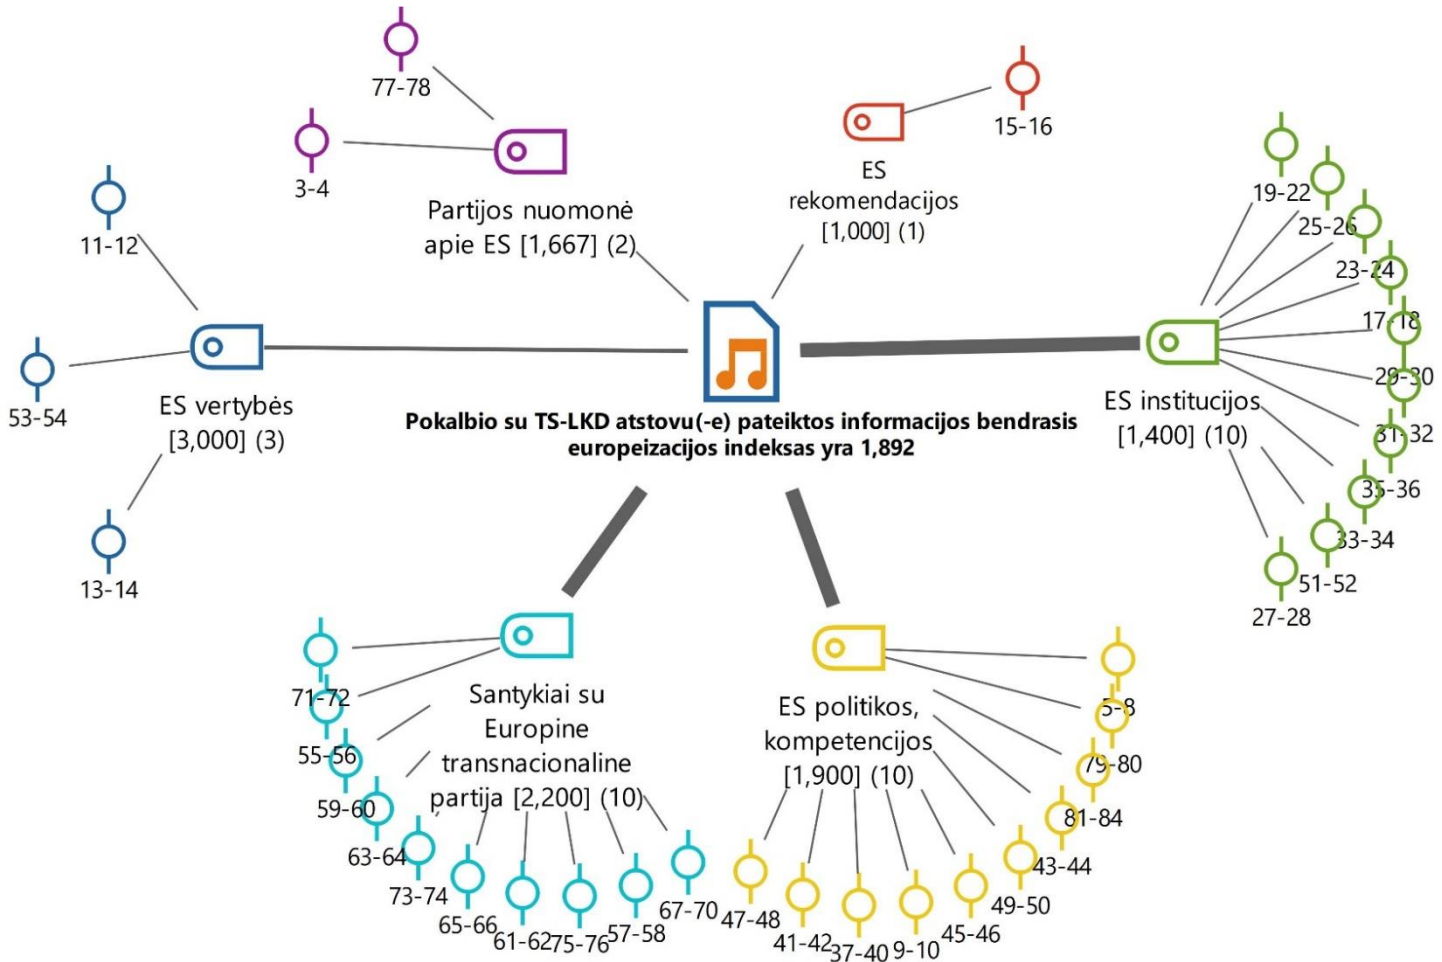 77-78
3-4
Partijos nuomonė
apie ES [1,667] (2)
15-16
ES
rekomendacijos
[1,000] (1)
11-12
53-54
ES vertybės
[3,000] (3)
13-14
19-22
25-26
23-24
17-18
29-30
31-32
35-36
33-34
51-52
27-28
ES institucijos
[1,400] (10)
Pokalbio su TS-LKD atstovu(-e) pateiktos informacijos bendrasis
europeizacijos indeksas yra 1,892
Santykiai su
Europine
transnacionaline
partija [2,200] (10)
71-72
55-56
59-60
63-64
73-74
65-66
61-62
75-76
57-58
67-70
ES politikos,
kompetencijos
[1,900] (10)
5-8
79-80
81-84
43-44
49-50
45-46
9-10
37-40
41-42
47-48